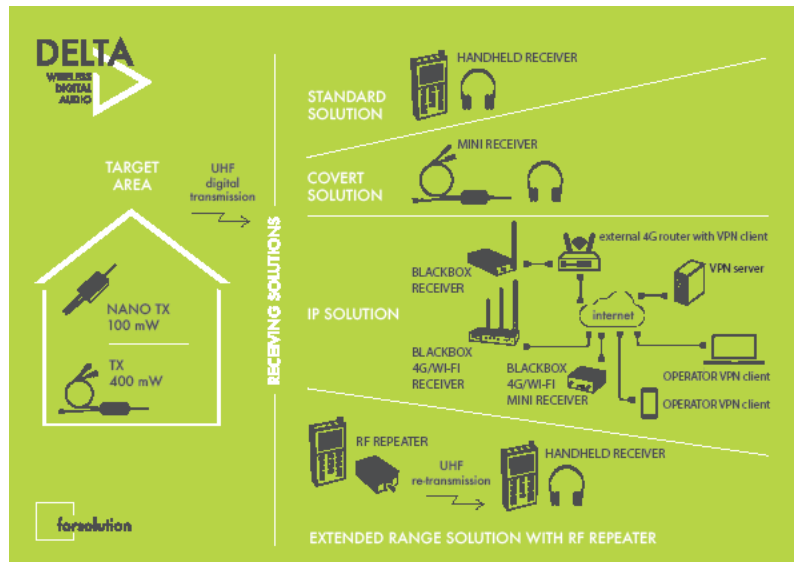 DELTA
WIRELESS
DIGITAL
AUDIO
TARGET
AREA
UHF
digital
transmission
NANO TX
100 mW
TX
400 mW
forsolution
RECEIVING SOLUTIONS
HANDHELD RECEIVER
STANDARD
SOLUTION
MINI RECEIVER
COVERT
SOLUTION
IP SOLUTION
BLACKBOX
RECEIVER
external 4G router with VPN client
VPN server
internet
BLACKBOX
4G/WI-FI
RECEIVER
BLACKBOX
4G/WI-FI
MINI RECEIVER
OPERATOR VPN client
OPERATOR VPN client
RF REPEATER
UHF
re-transmission
HANDHELD RECEIVER
EXTENDED RANGE SOLUTION WITH RF REPEATER